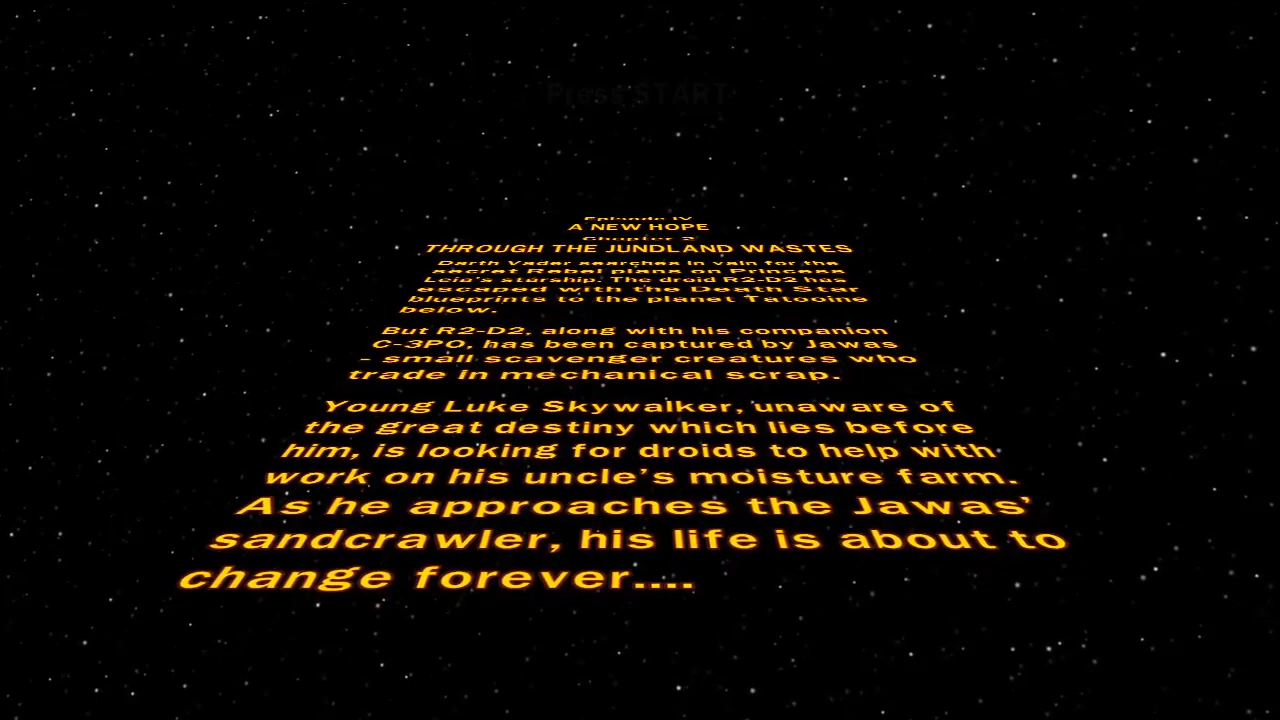 Press START
Episode IV
A NEW HOPE
Chapter 2
THROUGH THE JUNDLAND WASTES
Darth Vader searches in vain for the
secret Rebel plans on Princess
Leia's starship. The droid R2-D2 has
escaped with the Death Star
blueprints to the planet Tatooine
below.
But R2-D2, along with his companion
C-3PO, has been captured by Jawas
- small scavenger creatures who
trade in mechanical scrap.
Young Luke Skywalker, unaware of
the great destiny which lies before
him, is looking for droids to help with
work on his uncle's moisture farm.
As he approaches the Jawas'
sandcrawler, his life is about to
change forever....